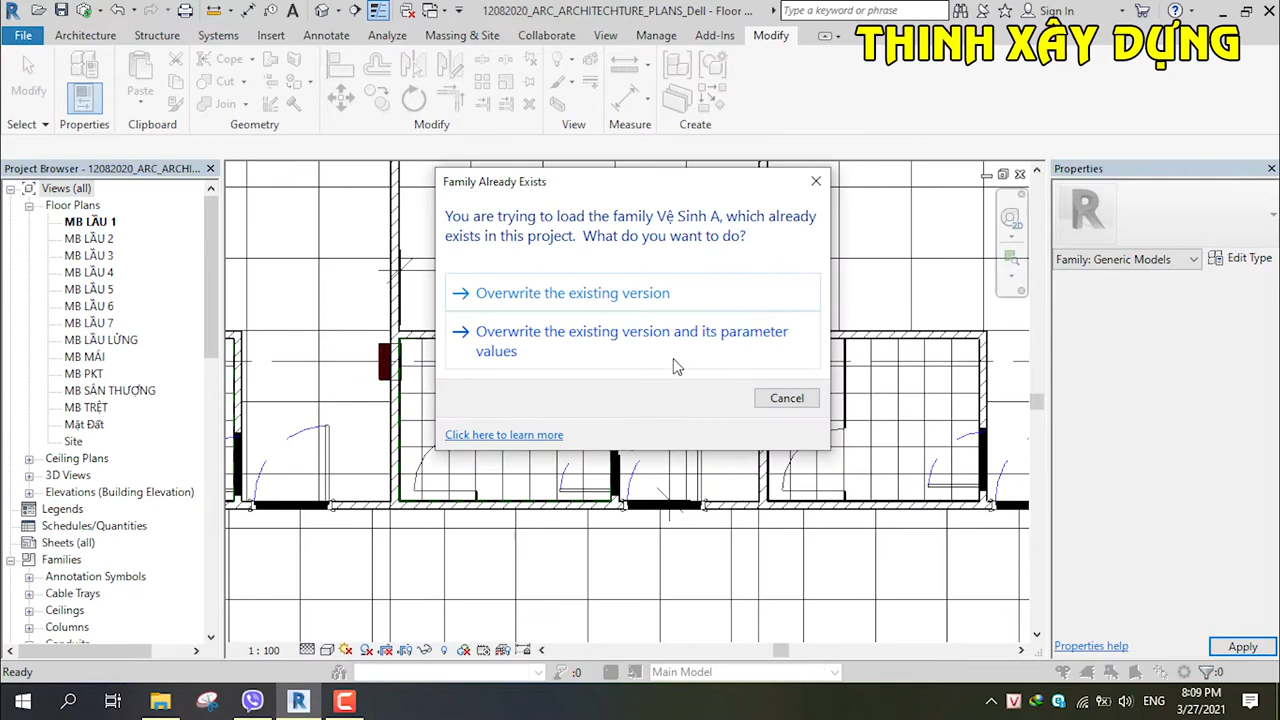 12082020_ARC_ARCHITECHTURE_PLANS_Dell - Floor ...
Type a keyword or phrase
Sign In
THINH XÂY DỰNG
File
Architecture
Structure
Systems
Insert
Annotate
Analyze
Massing & Site
Collaborate
View
Manage
Add-Ins
Modify
Modify
Paste
Cope
Cut
Join
Select
Properties
Clipboard
Geometry
Modify
View
Measure
Create
Project Browser - 12082020_ARC_ARCHI...
Views (all)
Floor Plans
MB LẦU 1
MB LẦU 2
MB LẦU 3
MB LẦU 4
MB LẦU 5
MB LẦU 6
MB LẦU 7
MB LẦU LỬNG
MB MÁI
MB PKT
MB SÂN THƯỢNG
MB TRỆT
Mặt Đất
Site
Ceiling Plans
3D Views
Elevations (Building Elevation)
Legends
Schedules/Quantities
Sheets (all)
Families
Annotation Symbols
Cable Trays
Ceilings
Columns
Family Already Exists
You are trying to load the family Vệ Sinh A, which already
exists in this project. What do you want to do?
Overwrite the existing version
Overwrite the existing version and its parameter
values
Cancel
Click here to learn more
Properties
R
Family: Generic Models
Edit Type
Properties help
Apply
2D
1 : 100
Ready
:0
Main Model
:0
ENG
8:09 PM
3/27/2021